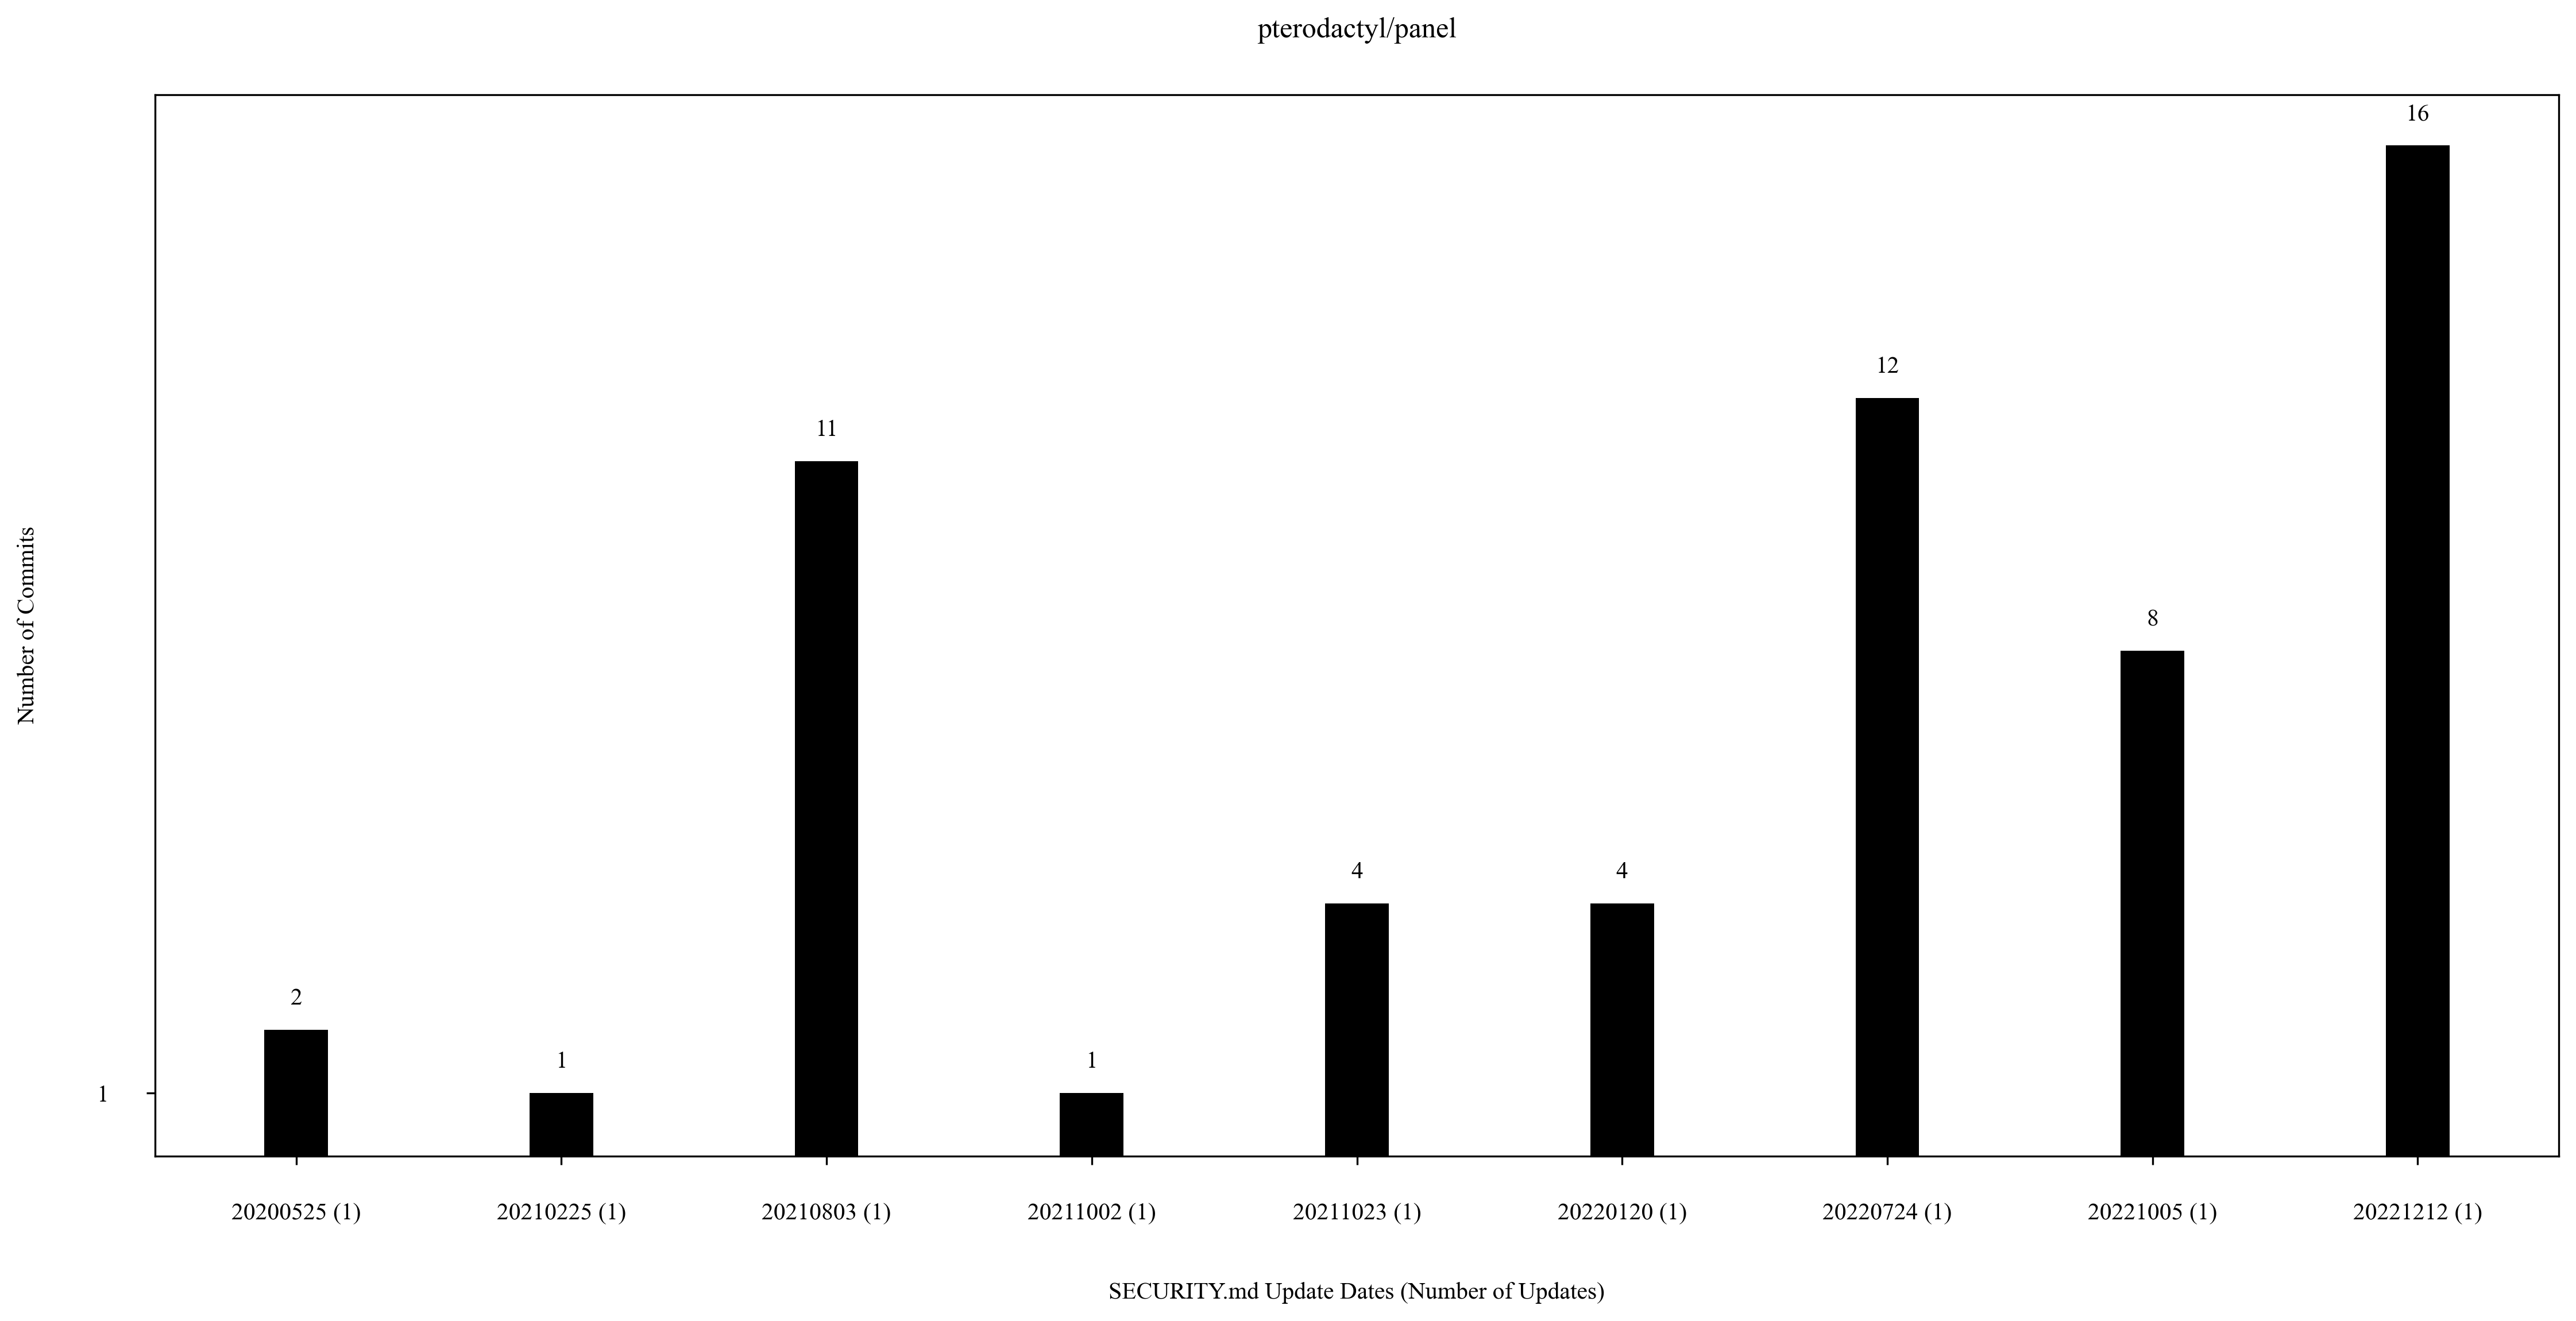 pterodactyl/panel
16
12
11
8
4
4
2
1
1
1
Number of Commits
20200525 (1) 20210225 (1) 20210803 (1) 20211002 (1) 20211023 (1) 20220120 (1) 20220724 (1) 20221005 (1) 20221212 (1)
SECURITY.md Update Dates (Number of Updates)